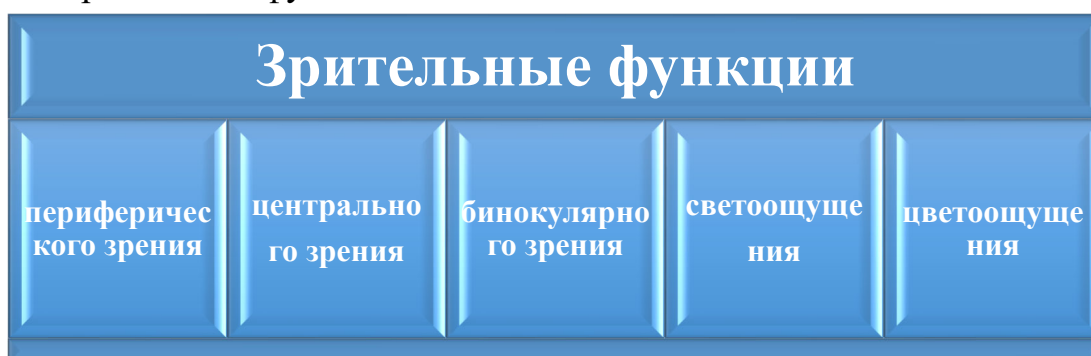 Зрительные функции
периферичес
кого зрения
центрально
го зрения
бинокулярно
го зрения
светоощуще
ния
цветоощуще
ния